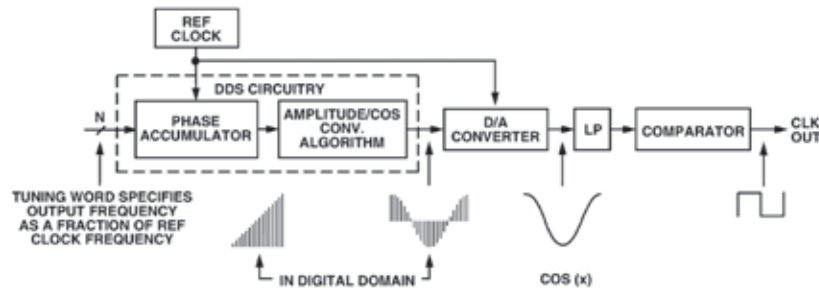 REF
CLOCK
DDS CIRCUITRY
N
PHASE
ACCUMULATOR
AMPLITUDE/COS
CONV.
ALGORITHM
D/A
CONVERTER
LP
COMPARATOR
CLK
OUT
TUNING WORD SPECIFIES
OUTPUT FREQUENCY
AS A FRACTION OF REF
CLOCK FREQUENCY
IN DIGITAL DOMAIN
COS (x)